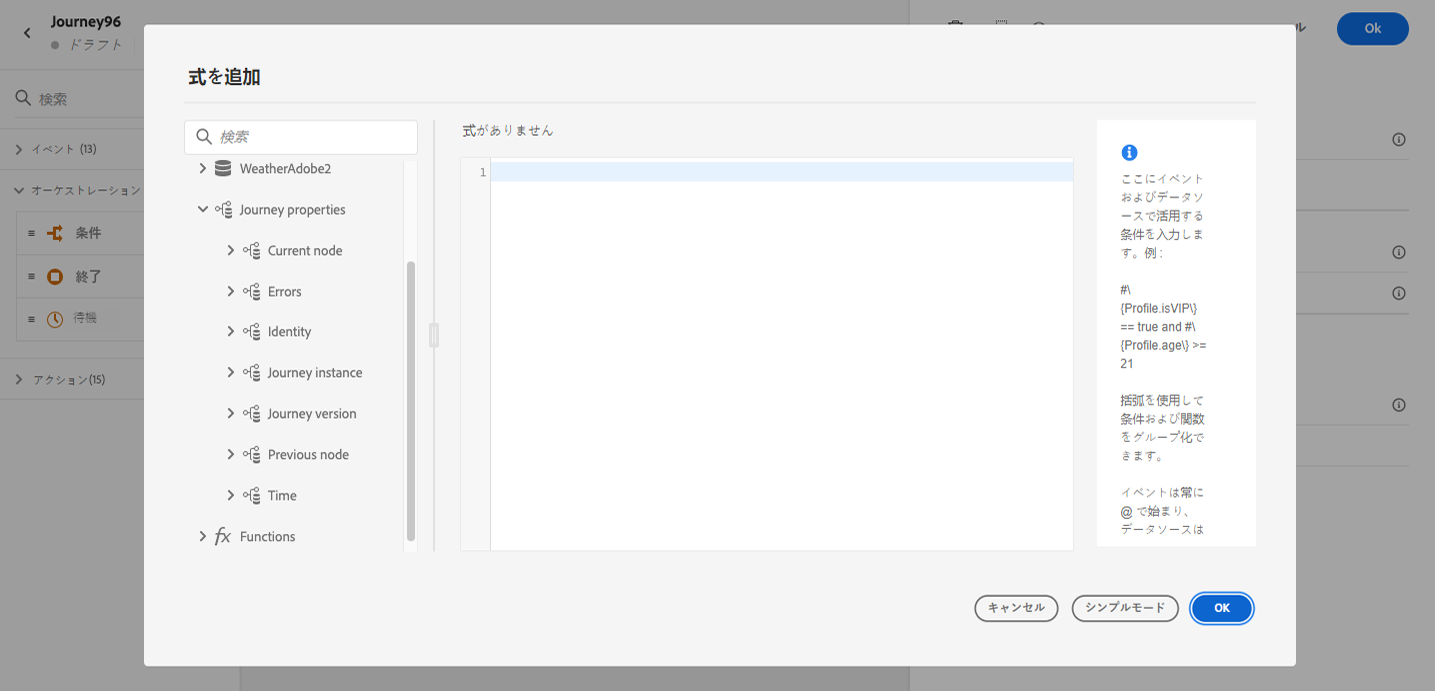 Journey96
ドラフト
Ok
検索
イベント (13)
オーケストレーション
条件
終了
待機
アクション(15)
式を追加
検索
WeatherAdobe2
Journey properties
Current node
Errors
Identity
Journey instance
Journey version
Previous node
Time
Functions
式がありません
1
ここにイベント
およびデータソ
ースで活用する
条件を入力しま
す。例 :
#\
{Profile.isVIP\}
== true and #\
{Profile.age\} >=
21
括弧を使用して
条件および関数
をグループ化で
きます。
イベントは常に
@ で始まり、
データソースは
キャンセル
シンプルモード
OK